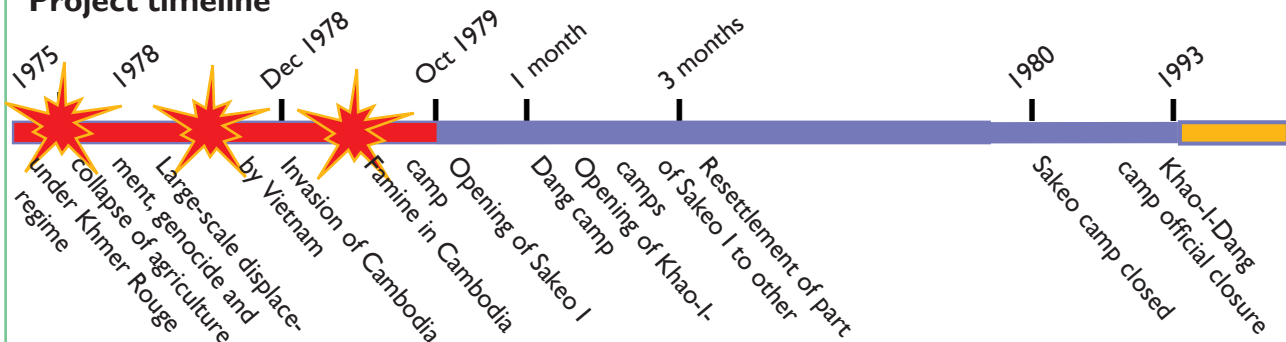 Project timeline
1975
1978
Dec 1978
Oct 1979
1 month
3 months
1980
1993
Large-scale displace-
ment, genocide and
collapse of agriculture
under Khmer Rouge
regime
Invasion of Cambodia
by Vietnam
Famine in Cambodia
Opening of Sakeo I
camp
Opening of Khao-I-
Dang camp
Resettlement of part
of Sakeo I to other
camps
Sakeo camp closed
Khao-I-Dang
camp official closure